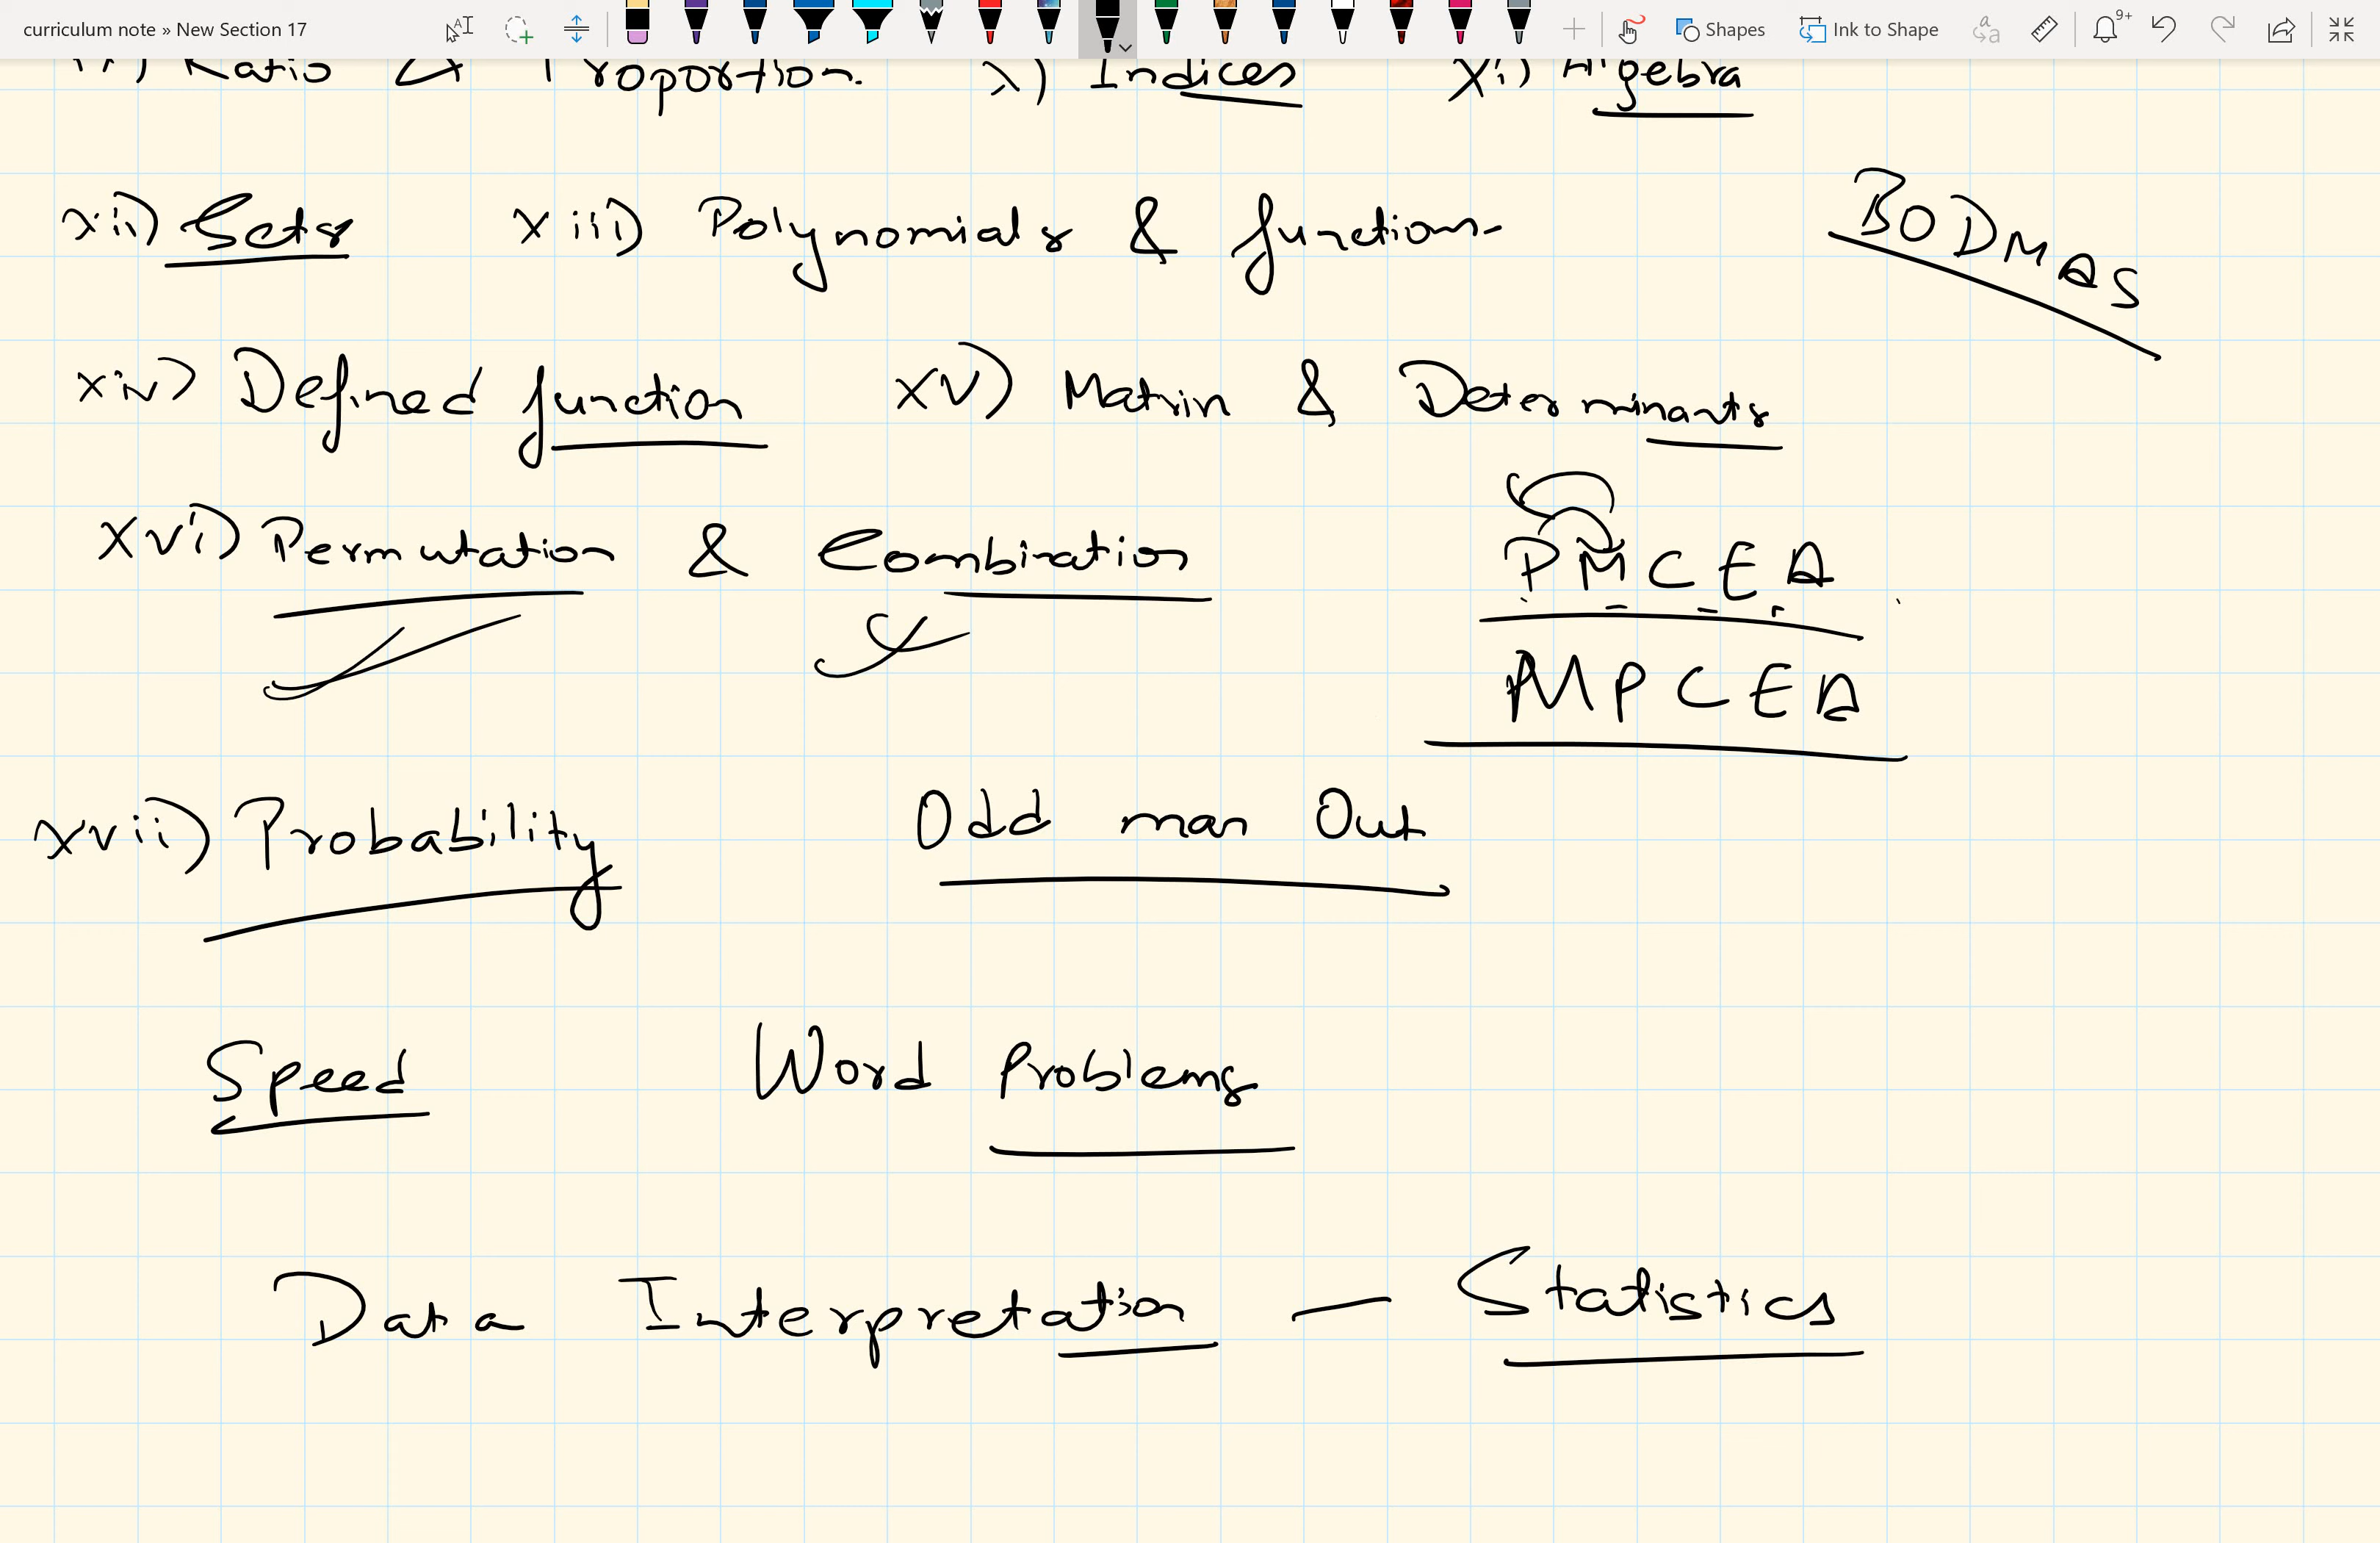 curriculum note » New Section 17
Shapes
Ink to Shape
9+
Ratio & Proportion. x) Indices xi) Algebra
xii) Sets xiii) Polynomials & function
BODMAS
xiv) Defined function xv) Matrix & Determinants
xvi) Permutation & Combination
PMCEA
MPCEA
xvii) Probability Odd man Out
Speed Word Problems
Data Interpretation — Statistics